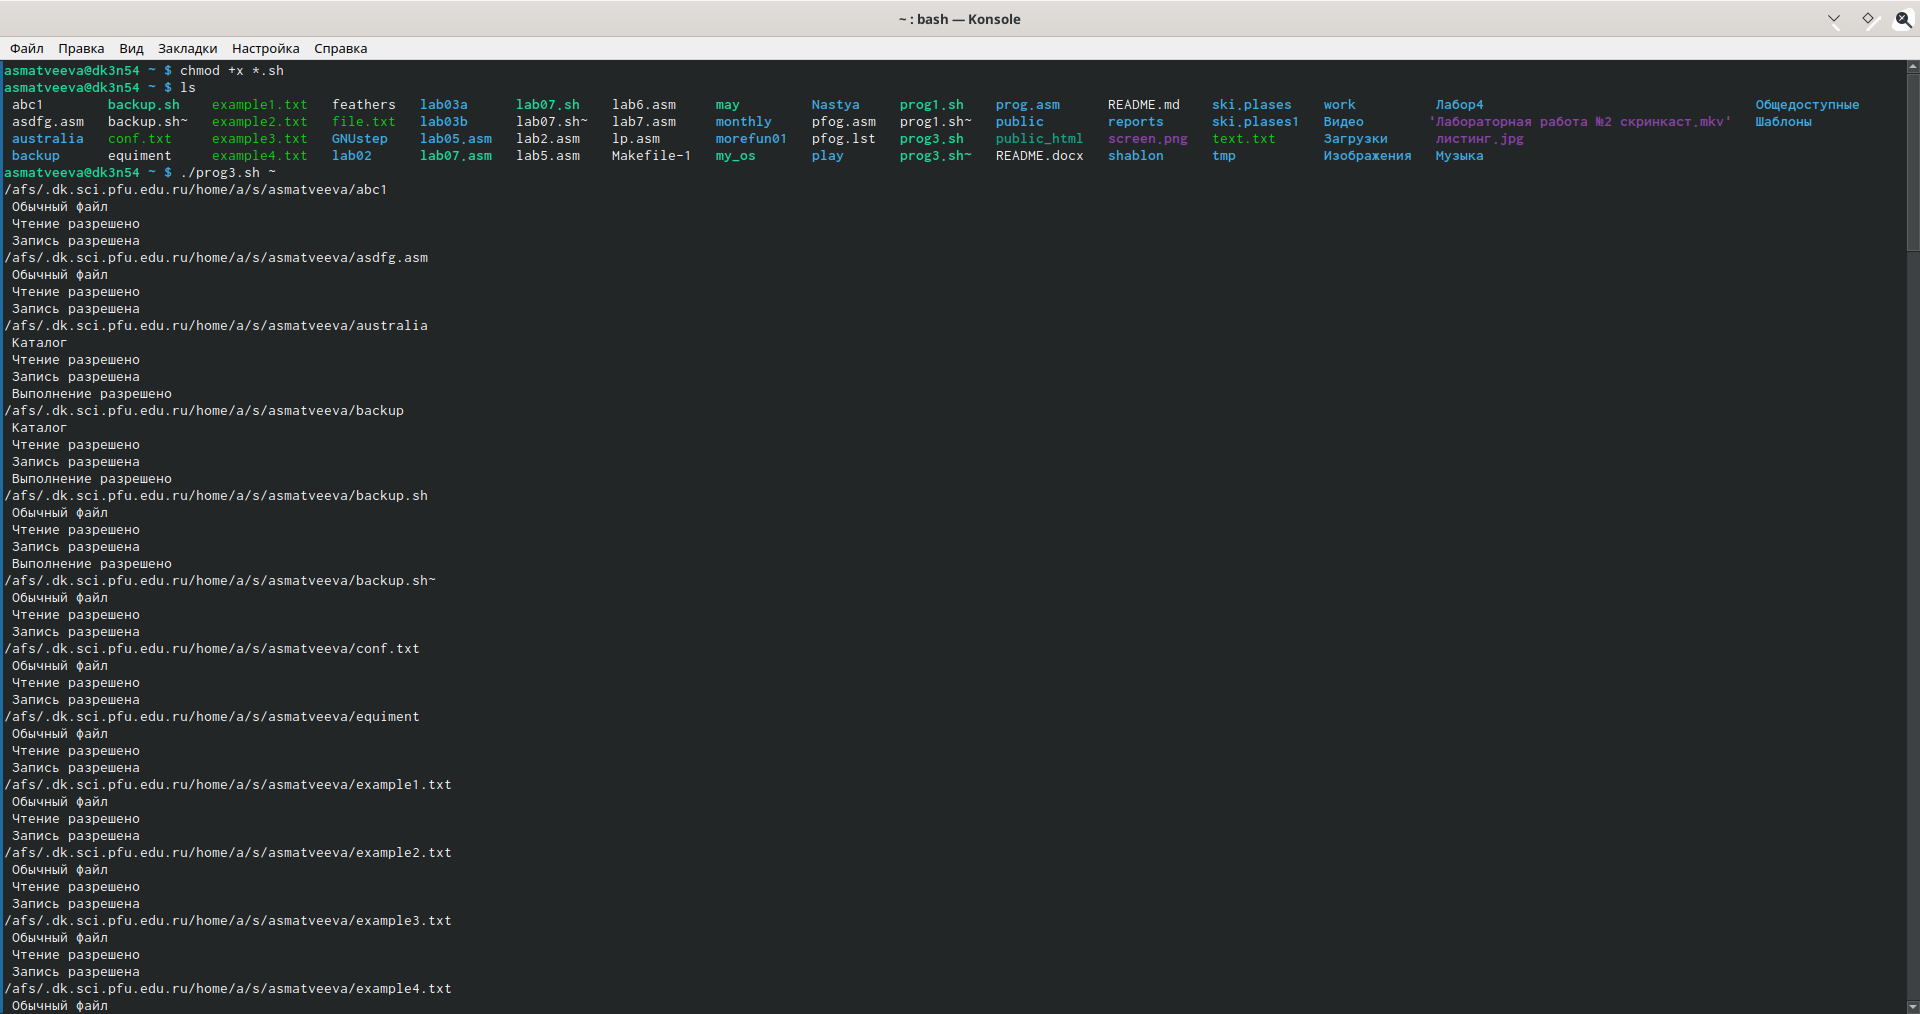 ~ : bash — Konsole
Файл Правка Вид Закладки Настройка Справка
asmatveeva@dk3n54 ~ $ chmod +x *.sh
asmatveeva@dk3n54 ~ $ ls
abc1 backup.sh example1.txt feathers lab03a lab07.sh lab6.asm may Nastya prog1.sh prog.asm README.md ski.plases work Лабор4 Общедоступные
asdfg.asm backup.sh~ example2.txt file.txt lab03b lab07.sh~ lab7.asm monthly pfog.asm prog1.sh~ public reports ski.plases1 Видео 'Лабораторная работа №2 скринкаст.mkv' Шаблоны
australia conf.txt example3.txt GNUstep lab05.asm lab2.asm lp.asm morefun01 pfog.lst prog3.sh public_html screen.png text.txt Загрузки листинг.jpg
backup equiment example4.txt lab02 lab07.asm lab5.asm Makefile-1 my_os play prog3.sh~ README.docx shablon tmp Изображения Музыка
asmatveeva@dk3n54 ~ $ ./prog3.sh ~
/afs/.dk.sci.pfu.edu.ru/home/a/s/asmatveeva/abc1
Обычный файл
Чтение разрешено
Запись разрешена
/afs/.dk.sci.pfu.edu.ru/home/a/s/asmatveeva/asdfg.asm
Обычный файл
Чтение разрешено
Запись разрешена
/afs/.dk.sci.pfu.edu.ru/home/a/s/asmatveeva/australia
Каталог
Чтение разрешено
Запись разрешена
Выполнение разрешено
/afs/.dk.sci.pfu.edu.ru/home/a/s/asmatveeva/backup
Каталог
Чтение разрешено
Запись разрешена
Выполнение разрешено
/afs/.dk.sci.pfu.edu.ru/home/a/s/asmatveeva/backup.sh
Обычный файл
Чтение разрешено
Запись разрешена
Выполнение разрешено
/afs/.dk.sci.pfu.edu.ru/home/a/s/asmatveeva/backup.sh~
Обычный файл
Чтение разрешено
Запись разрешена
/afs/.dk.sci.pfu.edu.ru/home/a/s/asmatveeva/conf.txt
Обычный файл
Чтение разрешено
Запись разрешена
/afs/.dk.sci.pfu.edu.ru/home/a/s/asmatveeva/equiment
Обычный файл
Чтение разрешено
Запись разрешена
/afs/.dk.sci.pfu.edu.ru/home/a/s/asmatveeva/example1.txt
Обычный файл
Чтение разрешено
Запись разрешена
/afs/.dk.sci.pfu.edu.ru/home/a/s/asmatveeva/example2.txt
Обычный файл
Чтение разрешено
Запись разрешена
/afs/.dk.sci.pfu.edu.ru/home/a/s/asmatveeva/example3.txt
Обычный файл
Чтение разрешено
Запись разрешена
/afs/.dk.sci.pfu.edu.ru/home/a/s/asmatveeva/example4.txt
Обычный файл